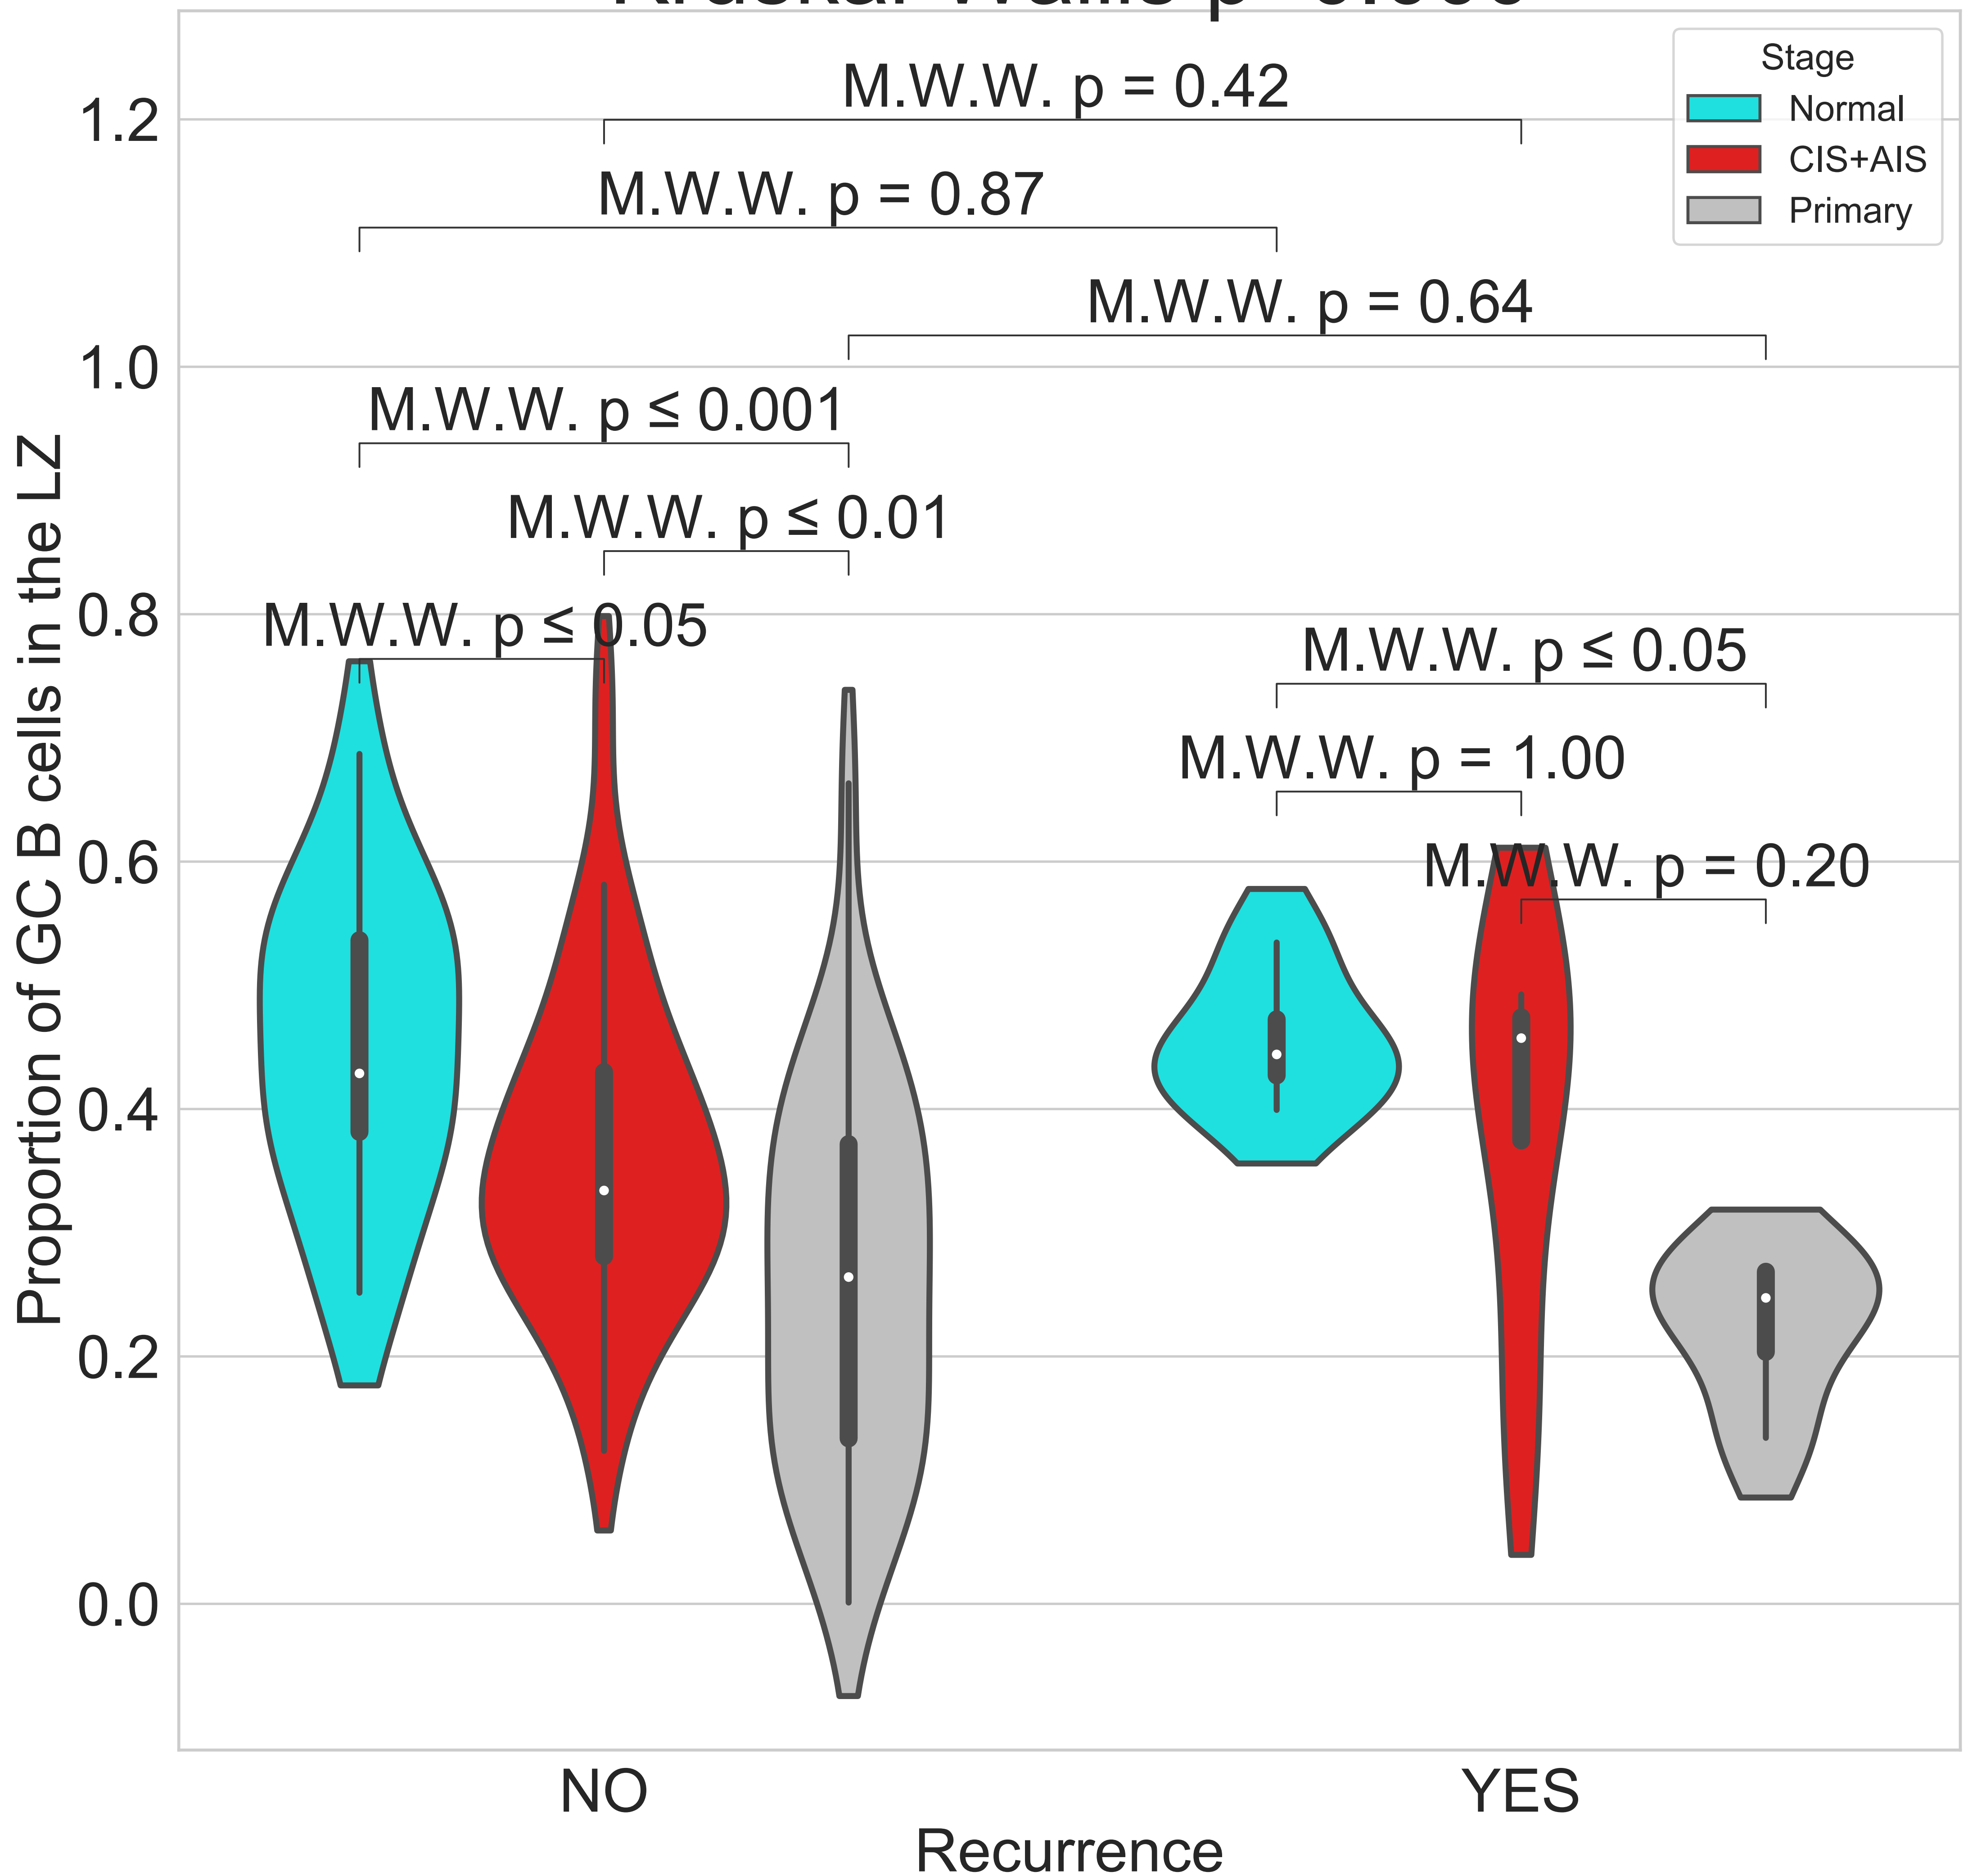 Stage
Normal
CIS+AIS
Primary
M.W.W. p = 0.42
M.W.W. p = 0.87
M.W.W. p = 0.64
M.W.W. p ≤ 0.001
M.W.W. p ≤ 0.01
M.W.W. p ≤ 0.05
M.W.W. p ≤ 0.05
M.W.W. p = 1.00
M.W.W. p = 0.20
Proportion of GC B cells in the LZ
1.2
1.0
0.8
0.6
0.4
0.2
0.0
NO
YES
Recurrence